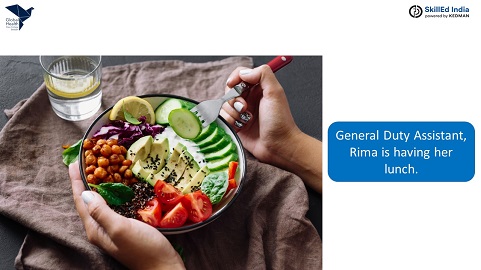 Global
Health
SkillEd India
powered by KEDMAN
General Duty Assistant,
Rima is having her
lunch.